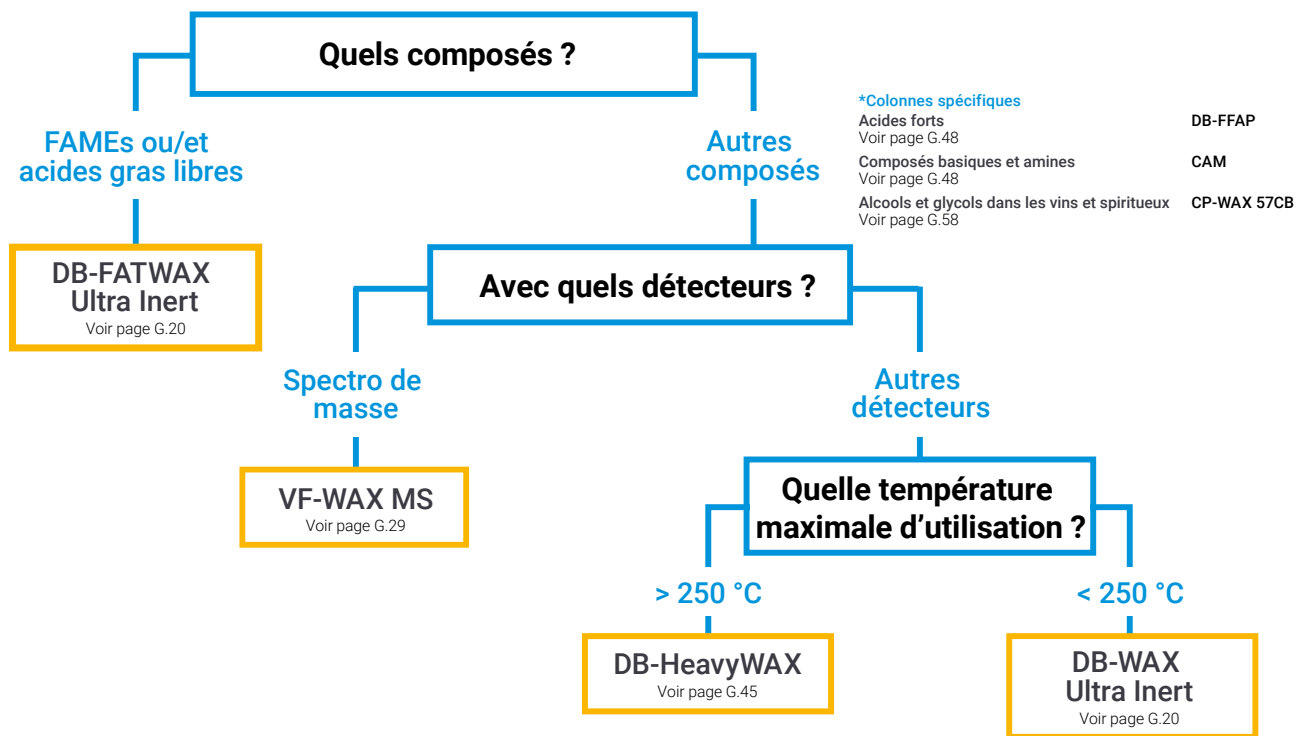 Quels composés ?
*Colonnes spécifiques
Acides forts DB-FFAP
Voir page G.48
Composés basiques et amines CAM
Voir page G.48
Alcools et glycols dans les vins et spiritueux CP-WAX 57CB
Voir page G.58
FAMEs ou/et
acides gras libres
Autres
composés
DB-FATWAX
Ultra Inert
Voir page G.20
Avec quels détecteurs ?
Spectro de
masse
Autres
détecteurs
VF-WAX MS
Voir page G.29
Quelle température
maximale d’utilisation ?
> 250 °C
< 250 °C
DB-HeavyWAX
Voir page G.45
DB-WAX
Ultra Inert
Voir page G.20